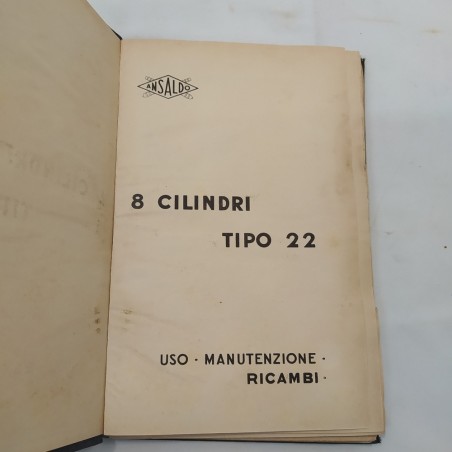 ANSALDO
8 CILINDRI
TIPO 22
USO · MANUTENZIONE ·
RICAMBI ·